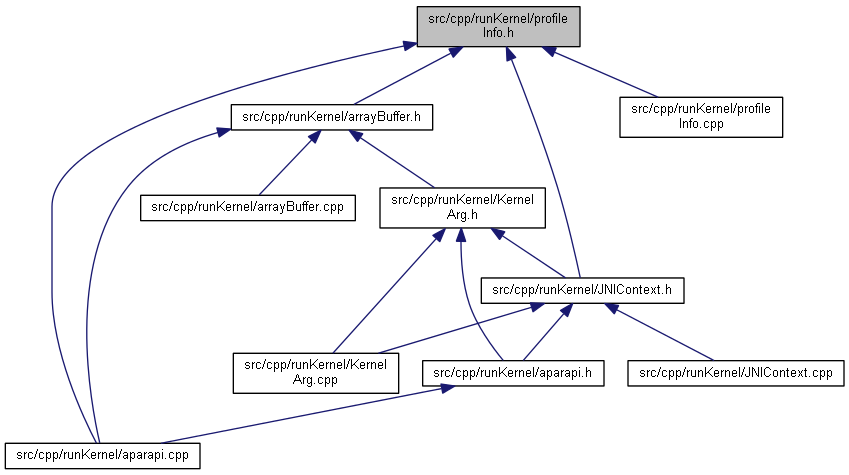 src/cpp/runKernel/profile
Info.h
src/cpp/runKernel/arrayBuffer.h
src/cpp/runKernel/profile
Info.cpp
src/cpp/runKernel/arrayBuffer.cpp
src/cpp/runKernel/Kernel
Arg.h
src/cpp/runKernel/JNIContext.h
src/cpp/runKernel/Kernel
Arg.cpp
src/cpp/runKernel/aparapi.h
src/cpp/runKernel/JNIContext.cpp
src/cpp/runKernel/aparapi.cpp